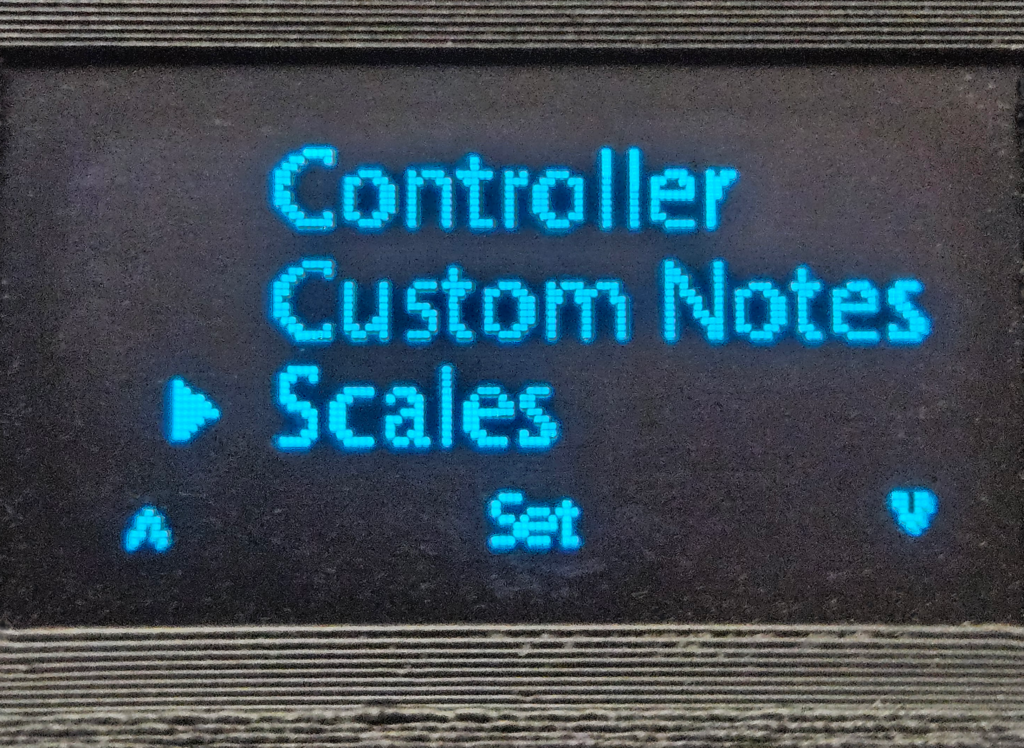 Controller
Custom Notes
Scales
Set